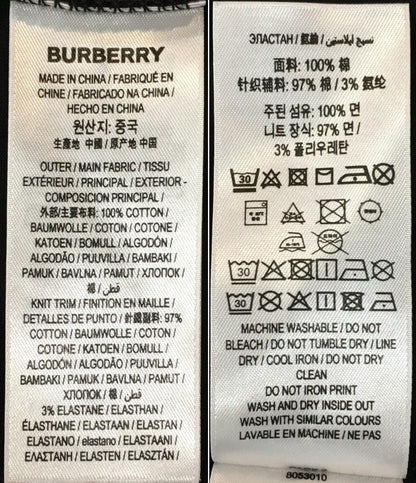 BURBERRY
MADE IN CHINA / FABRIQUÉ EN
CHINE / FABRICADO NA CHINA /
HECHO EN CHINA
원산지: 중국
生產地 中國 / 原产地 中国
OUTER / MAIN FABRIC / TISSU
EXTÉRIEUR / PRINCIPAL / EXTERIOR -
COMPOSICIÓN PRINCIPAL /
外部/主要布料: 100% COTTON /
BAUMWOLLE / COTON / COTONE /
KATOEN / BOMULL / ALGODÓN /
ALGODÃO / PUUVILLA / BAMBAKI /
PAMUK / BAVLNA / PAMUT / ХЛОПОК /
棉 / قطن /
KNIT TRIM / FINITION EN MAILLE /
DETALLES DE PUNTO / 針織副料: 97%
COTTON / BAUMWOLLE / COTON /
COTONE / KATOEN / BOMULL /
ALGODÓN / ALGODÃO / PUUVILLA /
BAMBAKI / PAMUK / BAVLNA / PAMUT /
ХЛОПОК / 棉 / قطن /
3% ELASTANE / ELASTHAN /
ÉLASTHANE / ELASTAAN / ELASTAN /
ELASTANO / elastano / ELASTAANI /
ΕΛΑΣΤΑΝΗ / ELASTEN / ELASZTÁN /
ЭЛАСТАН / 氨綸 / نسيج ايلاستين /
面料: 100% 棉
针织辅料: 97% 棉 / 3% 氨纶
주된 섬유: 100% 면
니트 장식: 97% 면 /
3% 폴리우레탄
30
30
30
MACHINE WASHABLE / DO NOT
BLEACH / DO NOT TUMBLE DRY / LINE
DRY / COOL IRON / DO NOT DRY
CLEAN
DO NOT IRON PRINT
WASH AND DRY INSIDE OUT
WASH WITH SIMILAR COLOURS
LAVABLE EN MACHINE / NE PAS
8053010